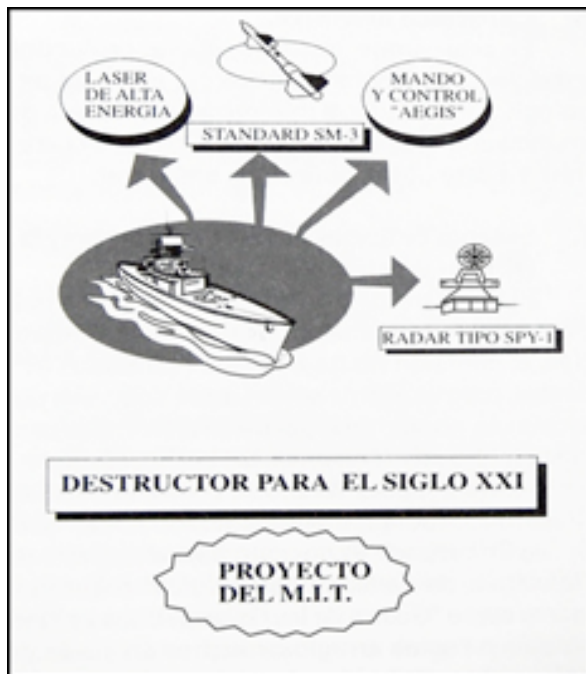 LASER
DE ALTA
ENERGIA
STANDARD SM-3
MANDO
Y CONTROL
"AEGIS"
RADAR TIPO SPY-1
DESTRUCTOR PARA EL SIGLO XXI
PROYECTO
DEL M.I.T.